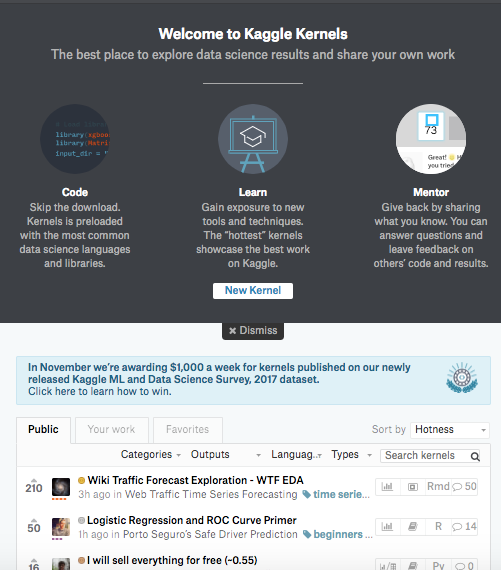 Welcome to Kaggle Kernels
The best place to explore data science results and share your own work
library(xgboo
library(Matri
input_dir =
73
Great!
you tried
Code
Skip the download.
Kernels is preloaded
with the most common
data science languages
and libraries.
Learn
Gain exposure to new
tools and techniques.
The "hottest" kernels
showcase the best work
on Kaggle.
Mentor
Give back by sharing
what you know. You can
answer questions and
leave feedback on
others' code and results.
New Kernel
× Dismiss
In November we're awarding $1,000 a week for kernels published on our newly
released Kaggle ML and Data Science Survey, 2017 dataset.
Click here to learn how to win.
Public Your work Favorites Sort by Hotness
Categories Outputs Languag... Types Search kernels
210 Wiki Traffic Forecast Exploration - WTF EDA Rmd 50
3h ago in Web Traffic Time Series Forecasting time serie...
50 Logistic Regression and ROC Curve Primer R 14
1h ago in Porto Seguro's Safe Driver Prediction beginners ...
16 I will sell everything for free (~0.55) Py 0